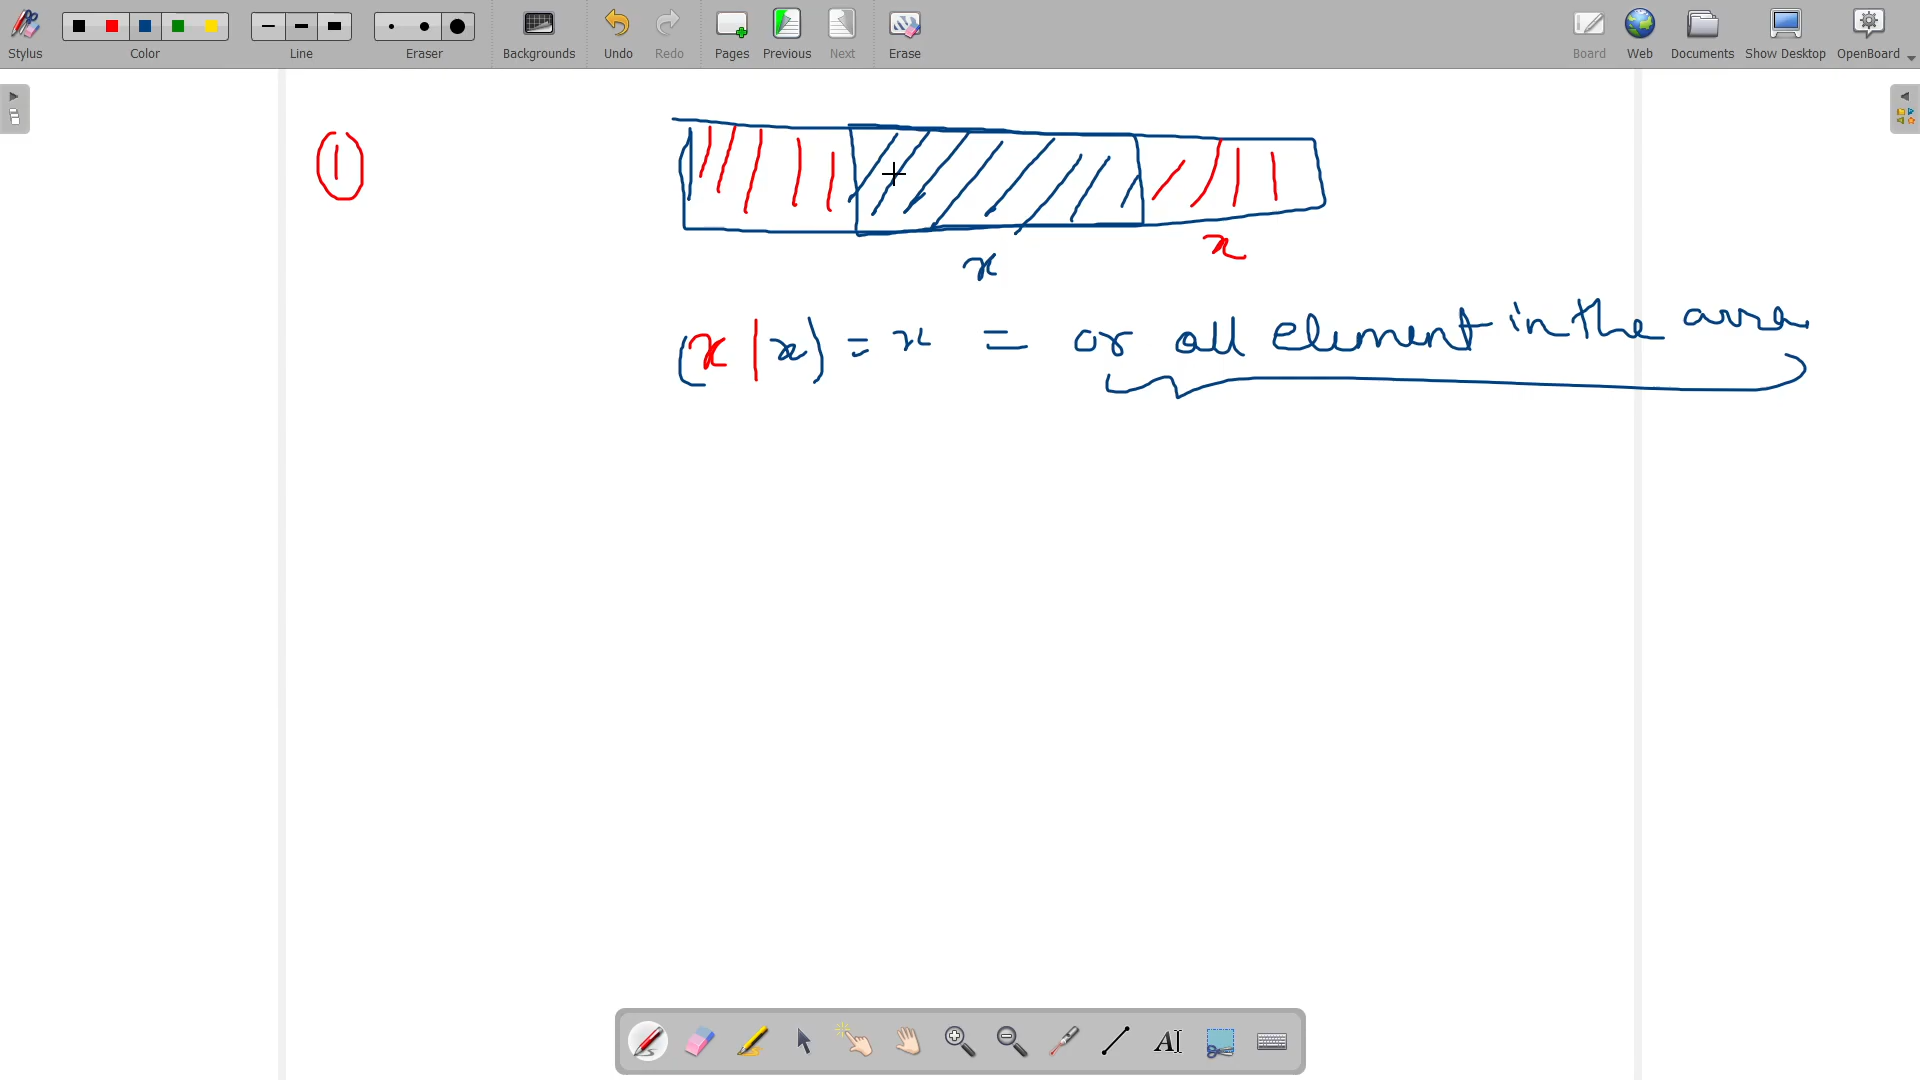 Stylus Color Line Eraser Backgrounds Undo Redo Pages Previous Next Erase Board Web Documents Show Desktop OpenBoard
1
x x
(x | x) = x = or all element in the arra